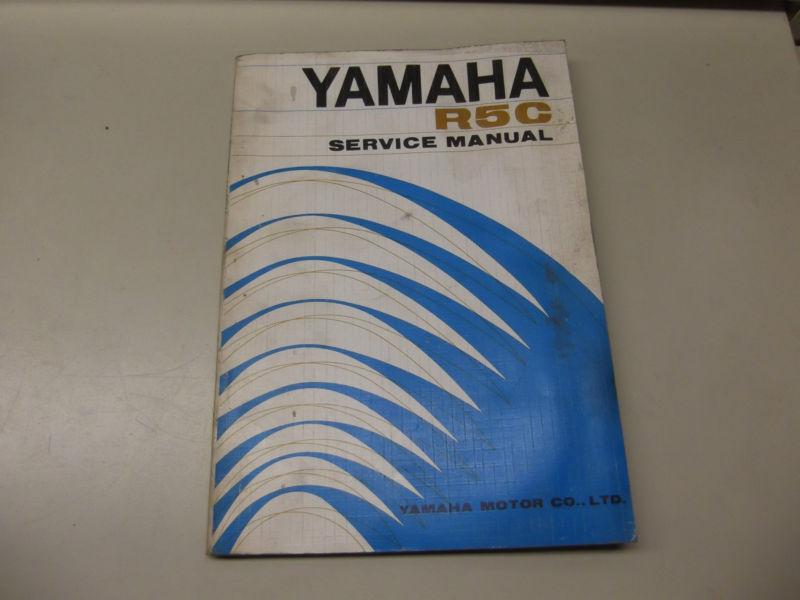 YAMAHA
R5C
SERVICE MANUAL
YAMAHA MOTOR CO., LTD.